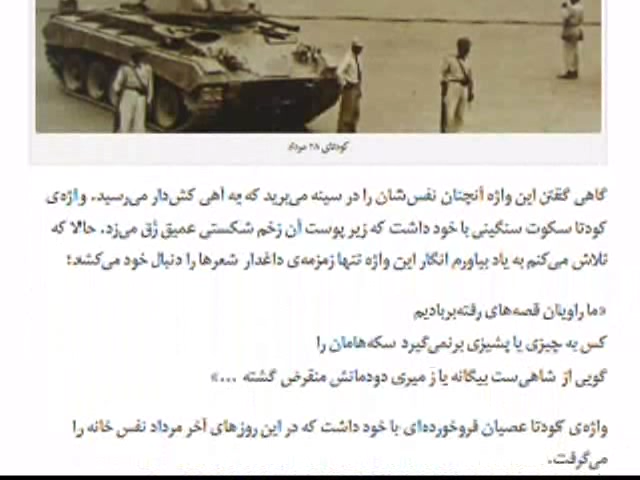 کودتای ۲۸ مرداد
گاهی گفتن این واژه آنچنان نفس‌شان را در سینه می‌برید که به آهی کش‌دار می‌رسید. واژه‌ی
کودتا سکوت سنگینی با خود داشت که زیر پوست آن زخم شکستی عمیق زُق می‌زد. حالا که
تلاش می‌کنم به یاد بیاورم انگار این واژه تنها زمزمه‌ی داغدار شعرها را دنبال خود می‌کشد؛
«ما راویان قصه‌های رفته‌بربادیم
کس به چیزی یا پشیزی برنمی‌گیرد سکه‌هامان را
گویی از شاهی‌ست بیگانه یا ز میری دودمانش منقرض گشته ...»
واژه‌ی کودتا عصیان فروخورده‌ای با خود داشت که در این روزهای آخر مرداد نفس خانه را
می‌گرفت.